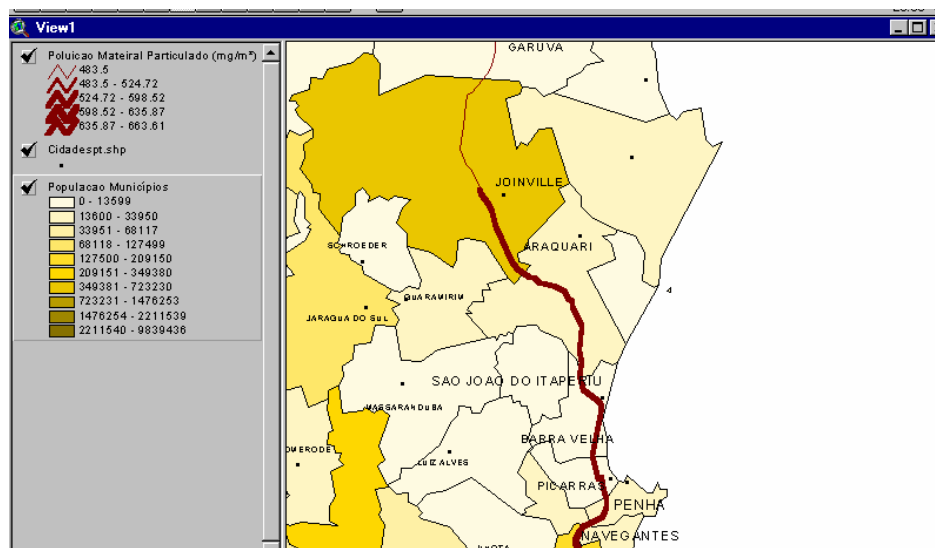 View1
Poluicao Mateiral Particulado (mg/m³)
483.5
483.5 - 524.72
524.72 - 598.52
598.52 - 635.87
635.87 - 663.61
Cidadespt.shp
Populacao Municípios
0 - 13599
13600 - 33950
33951 - 68117
68118 - 127499
127500 - 209150
209151 - 349380
349381 - 723230
723231 - 1476253
1476254 - 2211539
2211540 - 9839436
GARUVA
JOINVILLE
SCHROEDER
ARAQUARI
GUARAMIRIM
4
JARAGUA DO SUL
SAO JOAO DO ITAPERIU
MASSARANDUBA
BARRA VELHA
OMERODE
LUIZ ALVES
PICARRAS
PENHA
NAVEGANTES